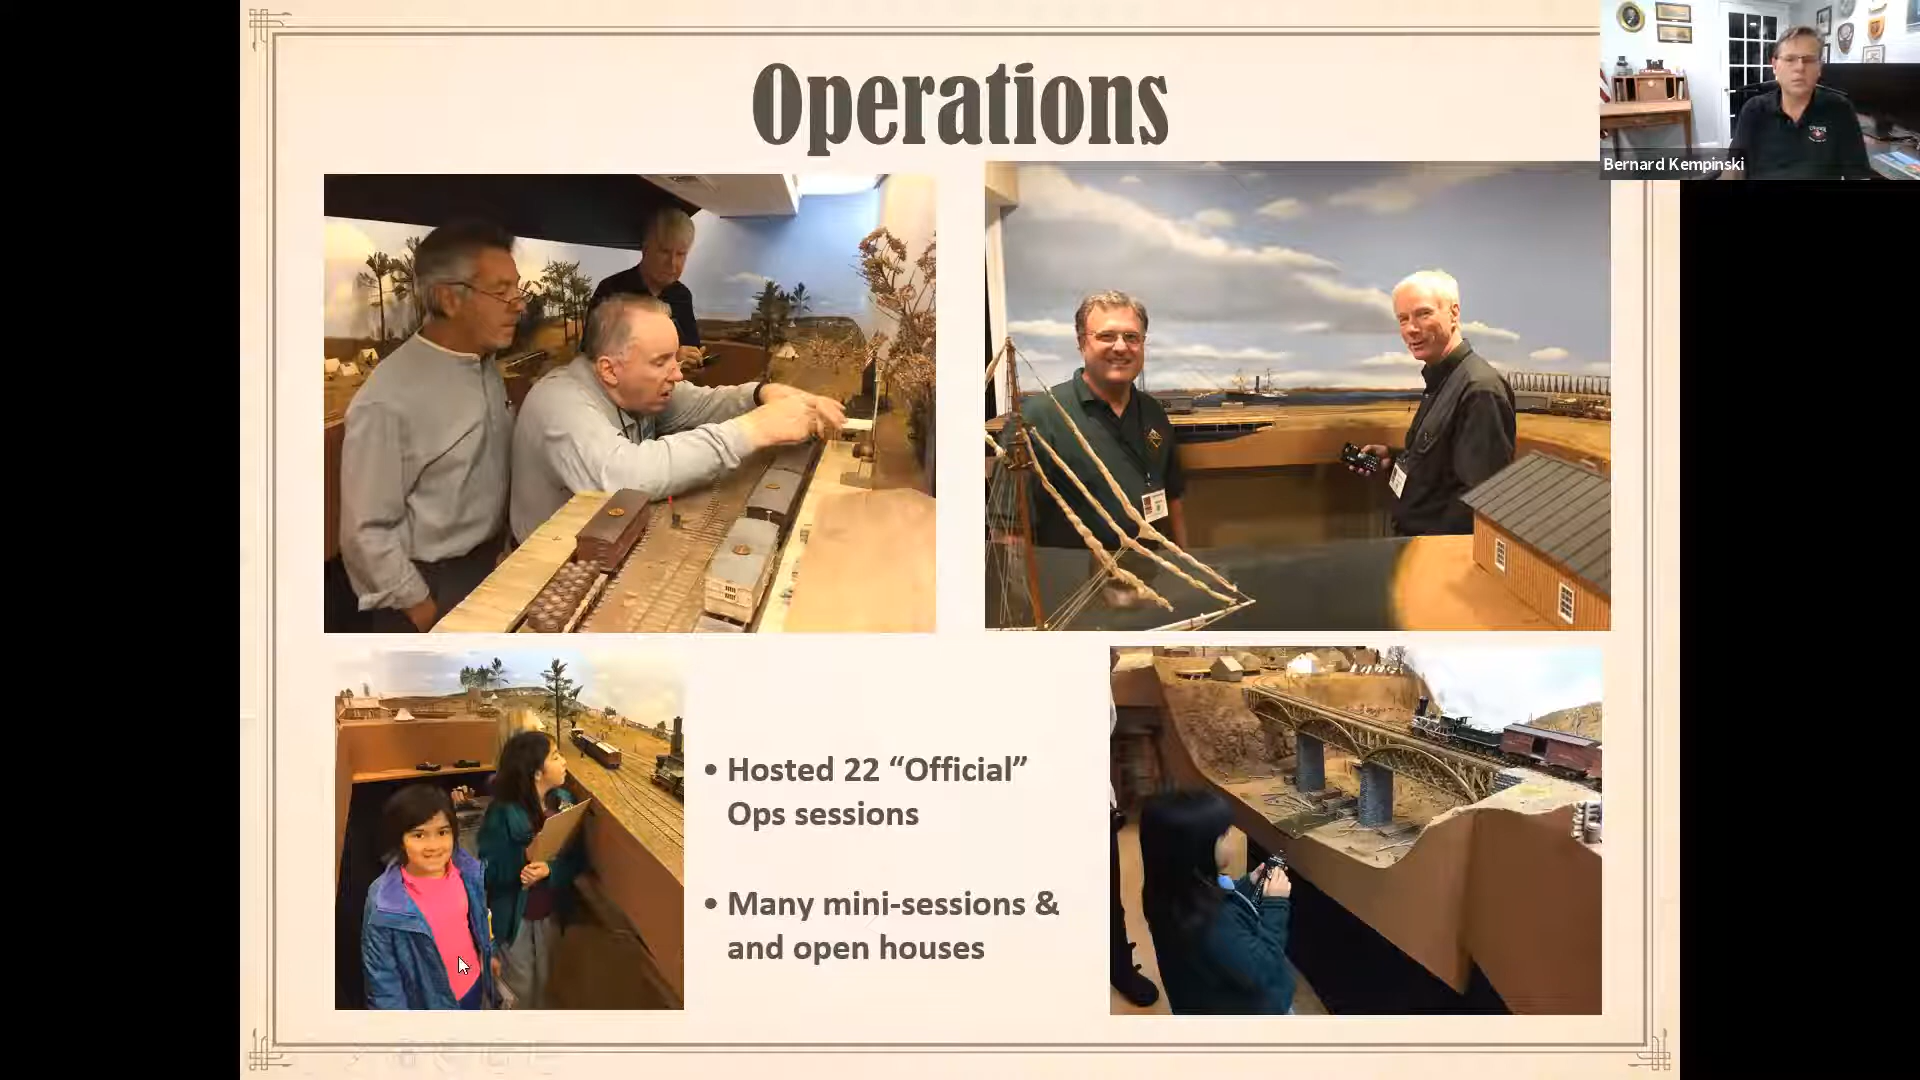 Operations
Bernard Kempinski
• Hosted 22 “Official”
Ops sessions
• Many mini-sessions &
and open houses